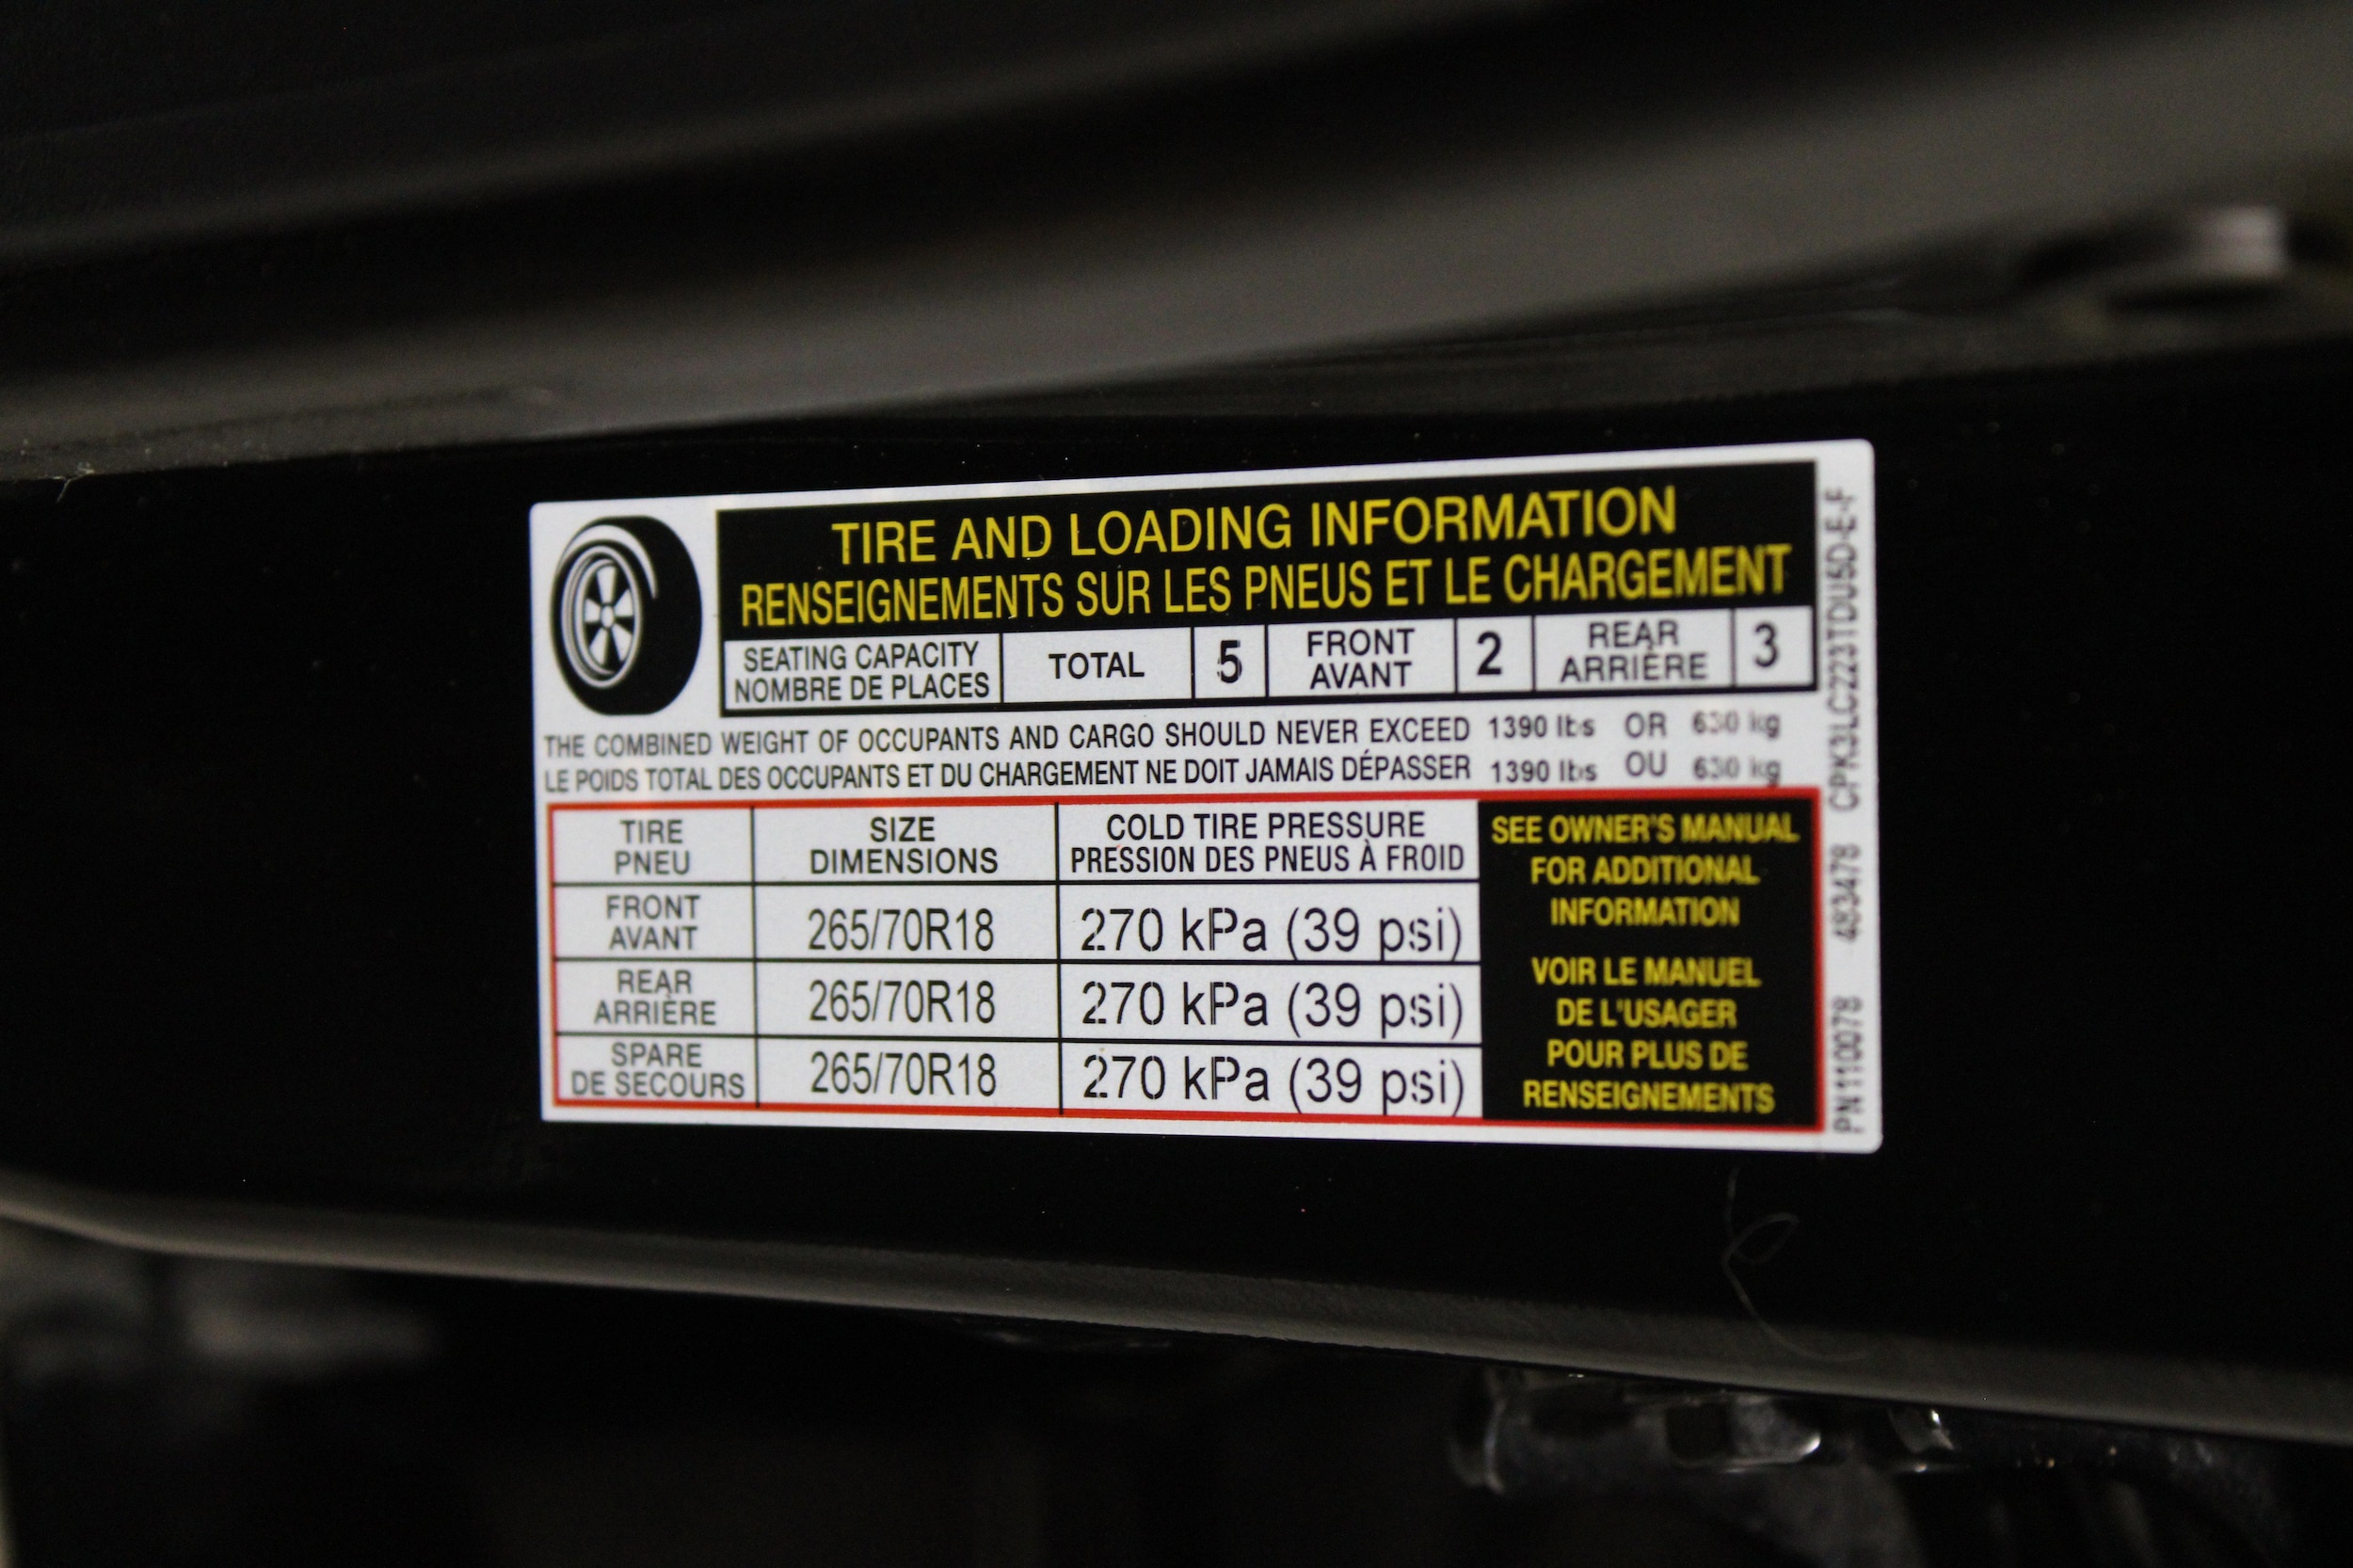 TIRE AND LOADING INFORMATION
RENSEIGNEMENTS SUR LES PNEUS ET LE CHARGEMENT
SEATING CAPACITY
NOMBRE DE PLACES
TOTAL
5
FRONT
AVANT
2
REAR
ARRIÈRE
3
THE COMBINED WEIGHT OF OCCUPANTS AND CARGO SHOULD NEVER EXCEED 1390 lbs OR 630 kg
LE POIDS TOTAL DES OCCUPANTS ET DU CHARGEMENT NE DOIT JAMAIS DÉPASSER 1390 lbs OU 630 kg
TIRE
PNEU
SIZE
DIMENSIONS
COLD TIRE PRESSURE
PRESSION DES PNEUS À FROID
FRONT
AVANT
265/70R18
270 kPa (39 psi)
REAR
ARRIÈRE
265/70R18
270 kPa (39 psi)
SPARE
DE SECOURS
265/70R18
270 kPa (39 psi)
SEE OWNER'S MANUAL
FOR ADDITIONAL
INFORMATION
VOIR LE MANUEL
DE L'USAGER
POUR PLUS DE
RENSEIGNEMENTS
PN110078 483478